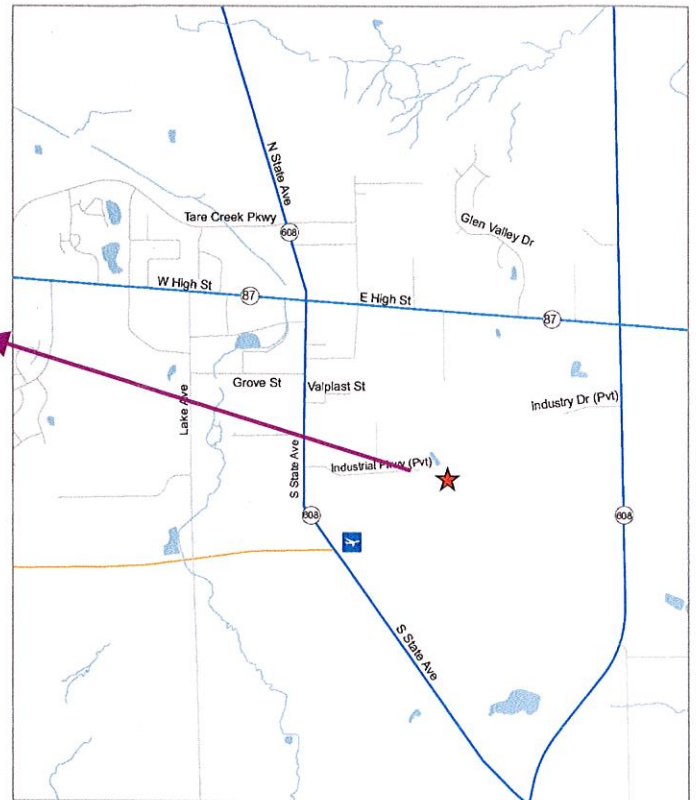 N State Ave
Tare Creek Pkwy
608
Glen Valley Dr
W High St
87
E High St
87
Grove St
Valplast St
Lake Ave
Industry Dr (Pvt)
S State Ave
Industrial Pkwy (Pvt)
608
608
S State Ave